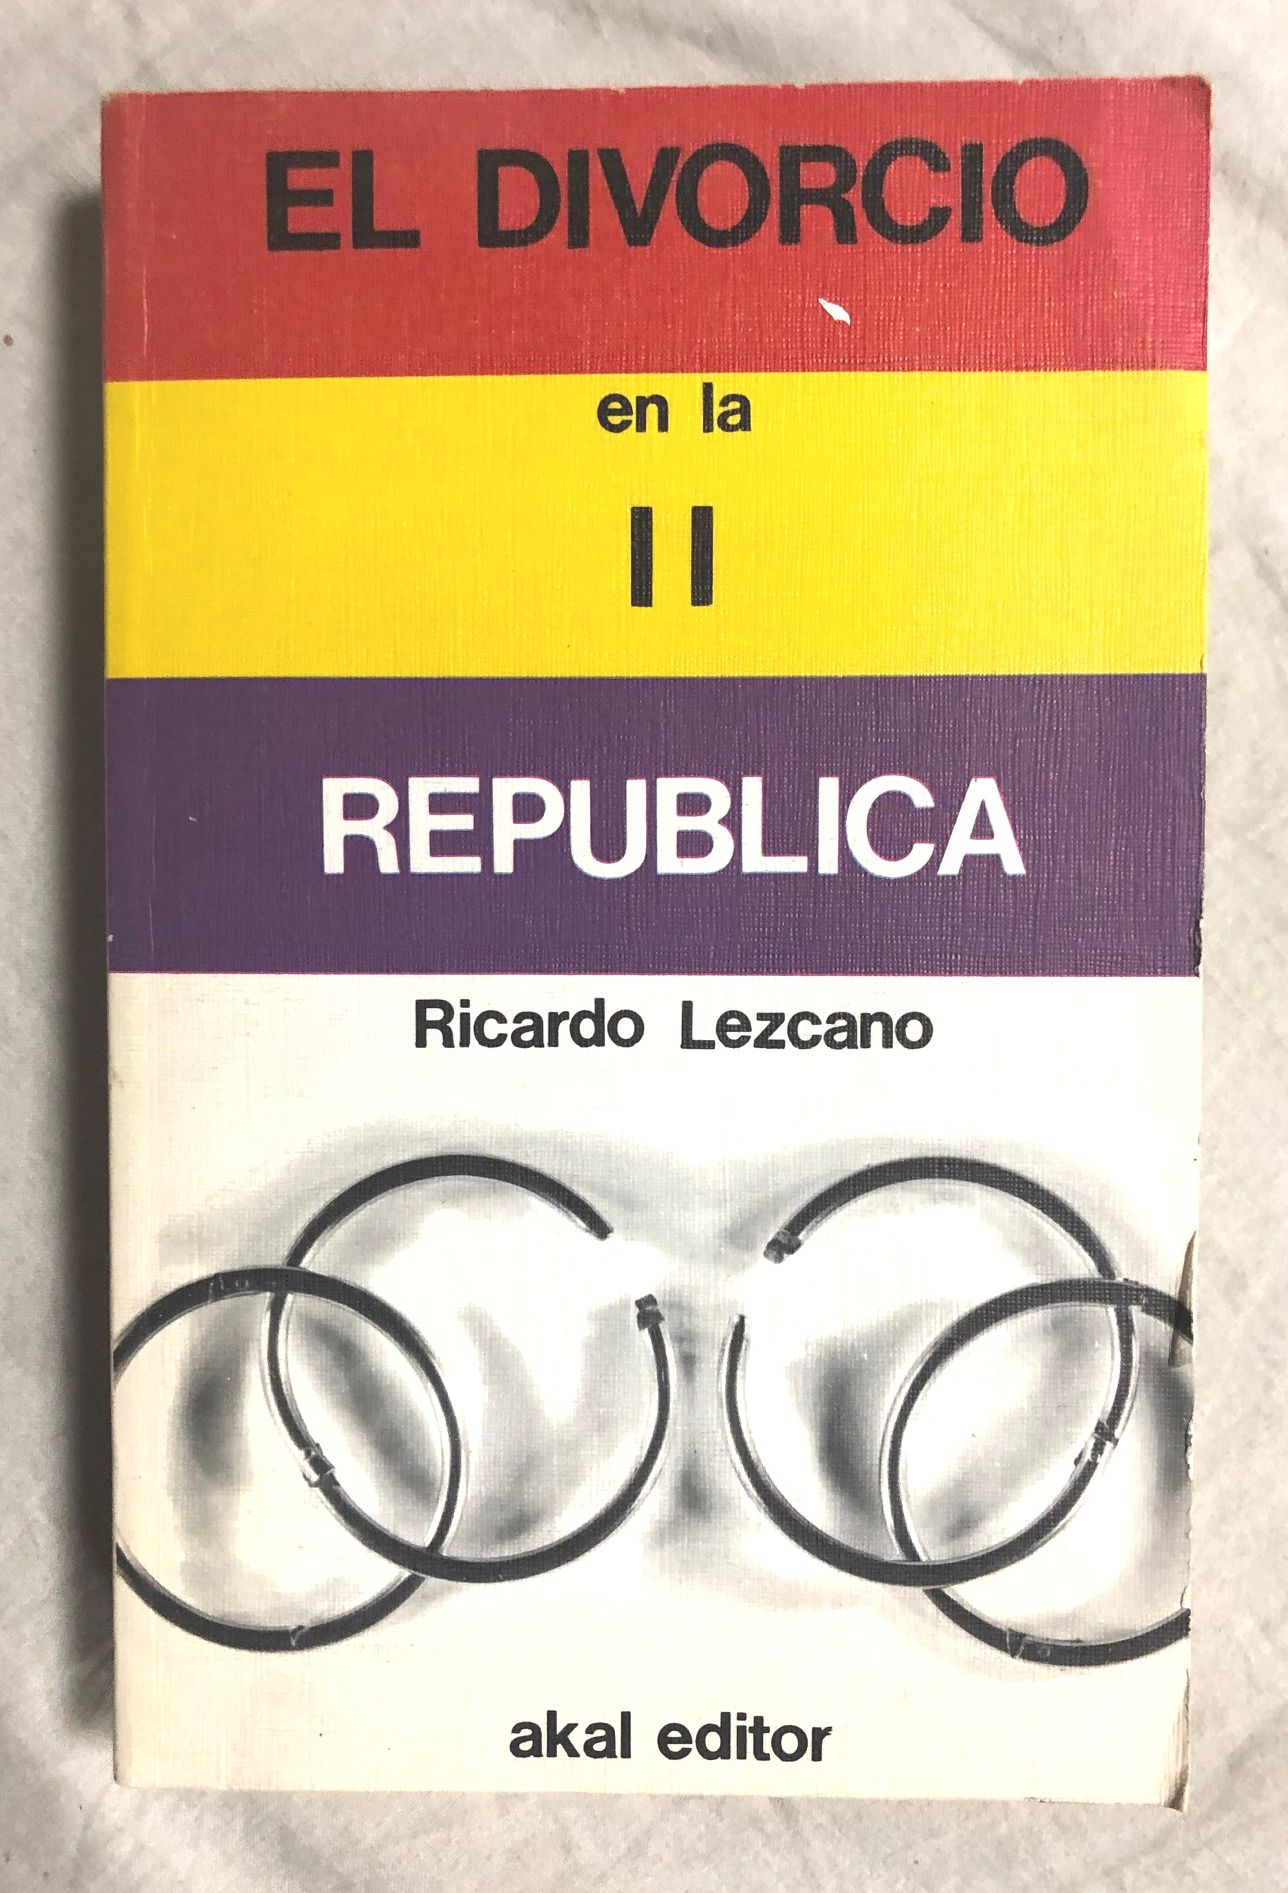 EL DIVORCIO
en la
II
REPUBLICA
Ricardo Lezcano
akal editor